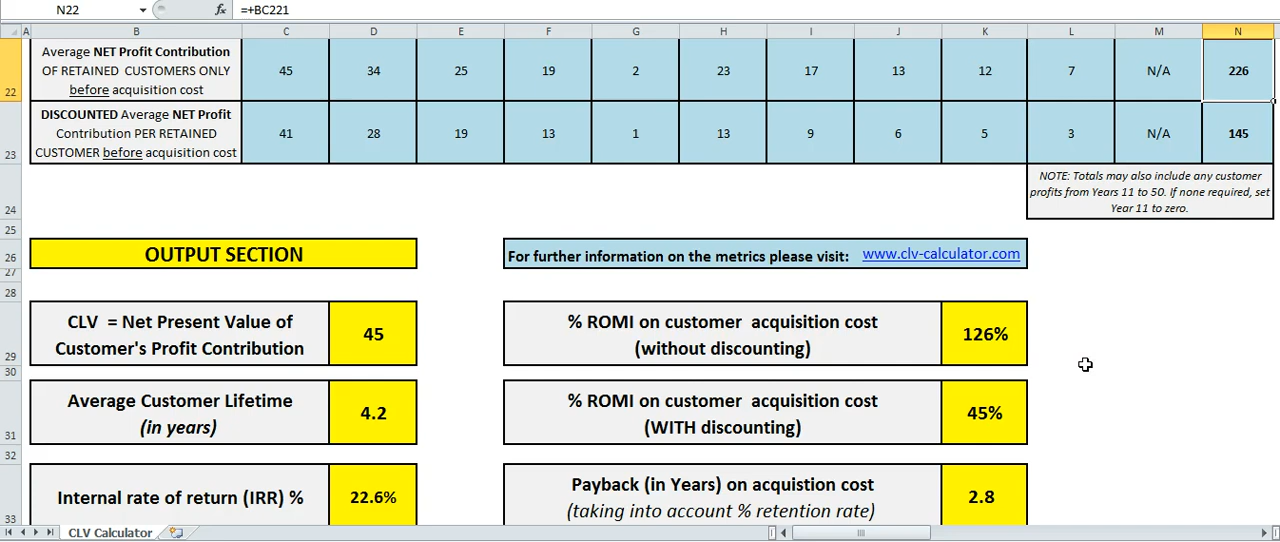 N22 fx =+BC221
A B C D E F G H I J K L M N
22 Average NET Profit Contribution
OF RETAINED CUSTOMERS ONLY
before acquisition cost
45 34 25 19 2 23 17 13 12 7 N/A 226
23 DISCOUNTED Average NET Profit
Contribution PER RETAINED
CUSTOMER before acquisition cost
41 28 19 13 1 13 9 6 5 3 N/A 145
24
NOTE: Totals may also include any customer
profits from Years 11 to 50. If none required, set
Year 11 to zero.
25
26
OUTPUT SECTION
For further information on the metrics please visit: www.clv-calculator.com
27
28
29
CLV = Net Present Value of
Customer's Profit Contribution
45
% ROMI on customer acquisition cost
(without discounting)
126%
30
31
Average Customer Lifetime
(in years)
4.2
% ROMI on customer acquisition cost
(WITH discounting)
45%
32
33
Internal rate of return (IRR) %
22.6%
Payback (in Years) on acquistion cost
(taking into account % retention rate)
2.8
CLV Calculator